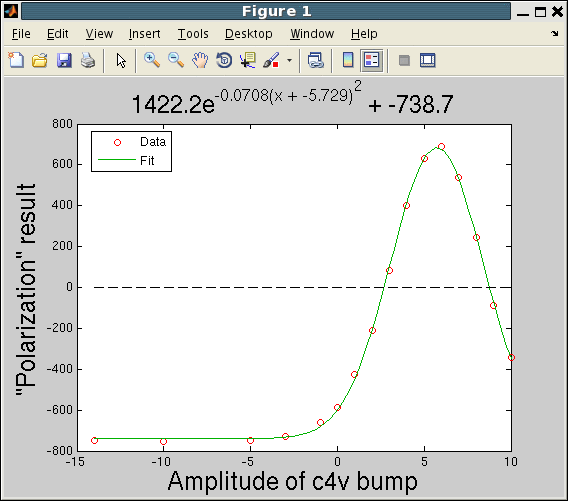 Figure 1
File Edit View Insert Tools Desktop Window Help
1422.2e^-0.0708(x + -5.729)^2 + -738.7
800
600
400
200
0
-200
-400
-600
-800
Data
Fit
"Polarization" result
-15 -10 -5 0 5 10
Amplitude of c4v bump